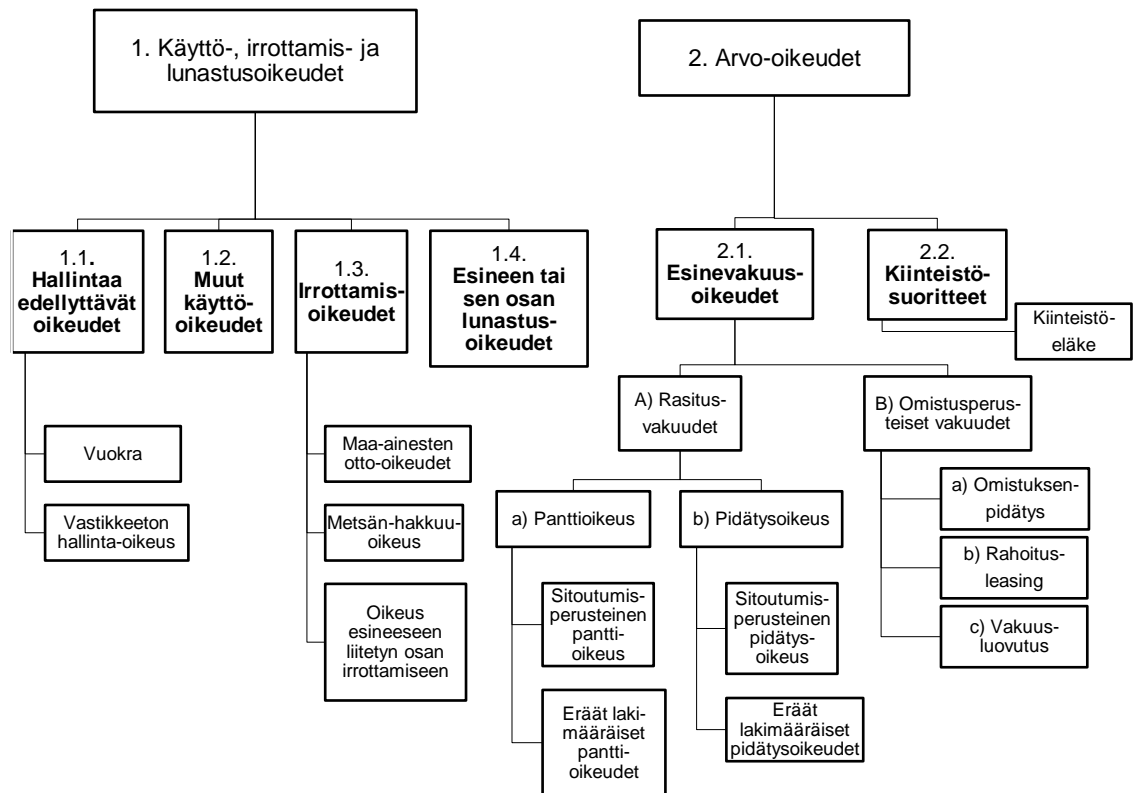 1. Käyttö-, irrottamis- ja
lunastusoikeudet
2. Arvo-oikeudet
1.1.
Hallintaa
edellyttävät
oikeudet
1.2.
Muut
käyttö-
oikeudet
1.3.
Irrottamis-
oikeudet
1.4.
Esineen tai
sen osan
lunastus-
oikeudet
2.1.
Esinevakuus-
oikeudet
2.2.
Kiinteistö-
suoritteet
Kiinteistö-
eläke
Vuokra
Vastikkeeton
hallinta-oikeus
Maa-ainesten
otto-oikeudet
Metsän-hakkuu-
oikeus
Oikeus
esineeseen
liitetyn osan
irrottamiseen
A) Rasitus-
vakuudet
B) Omistusperus-
teiset vakuudet
a) Panttioikeus
b) Pidätysoikeus
Sitoutumis-
perusteinen
pantti-
oikeus
Eräät laki-
määräiset
pantti-
oikeudet
Sitoutumis-
perusteinen
pidätys-
oikeus
Eräät
lakimääräiset
pidätysoikeudet
a) Omistuksen-
pidätys
b) Rahoitus-
leasing
c) Vakuus-
luovutus